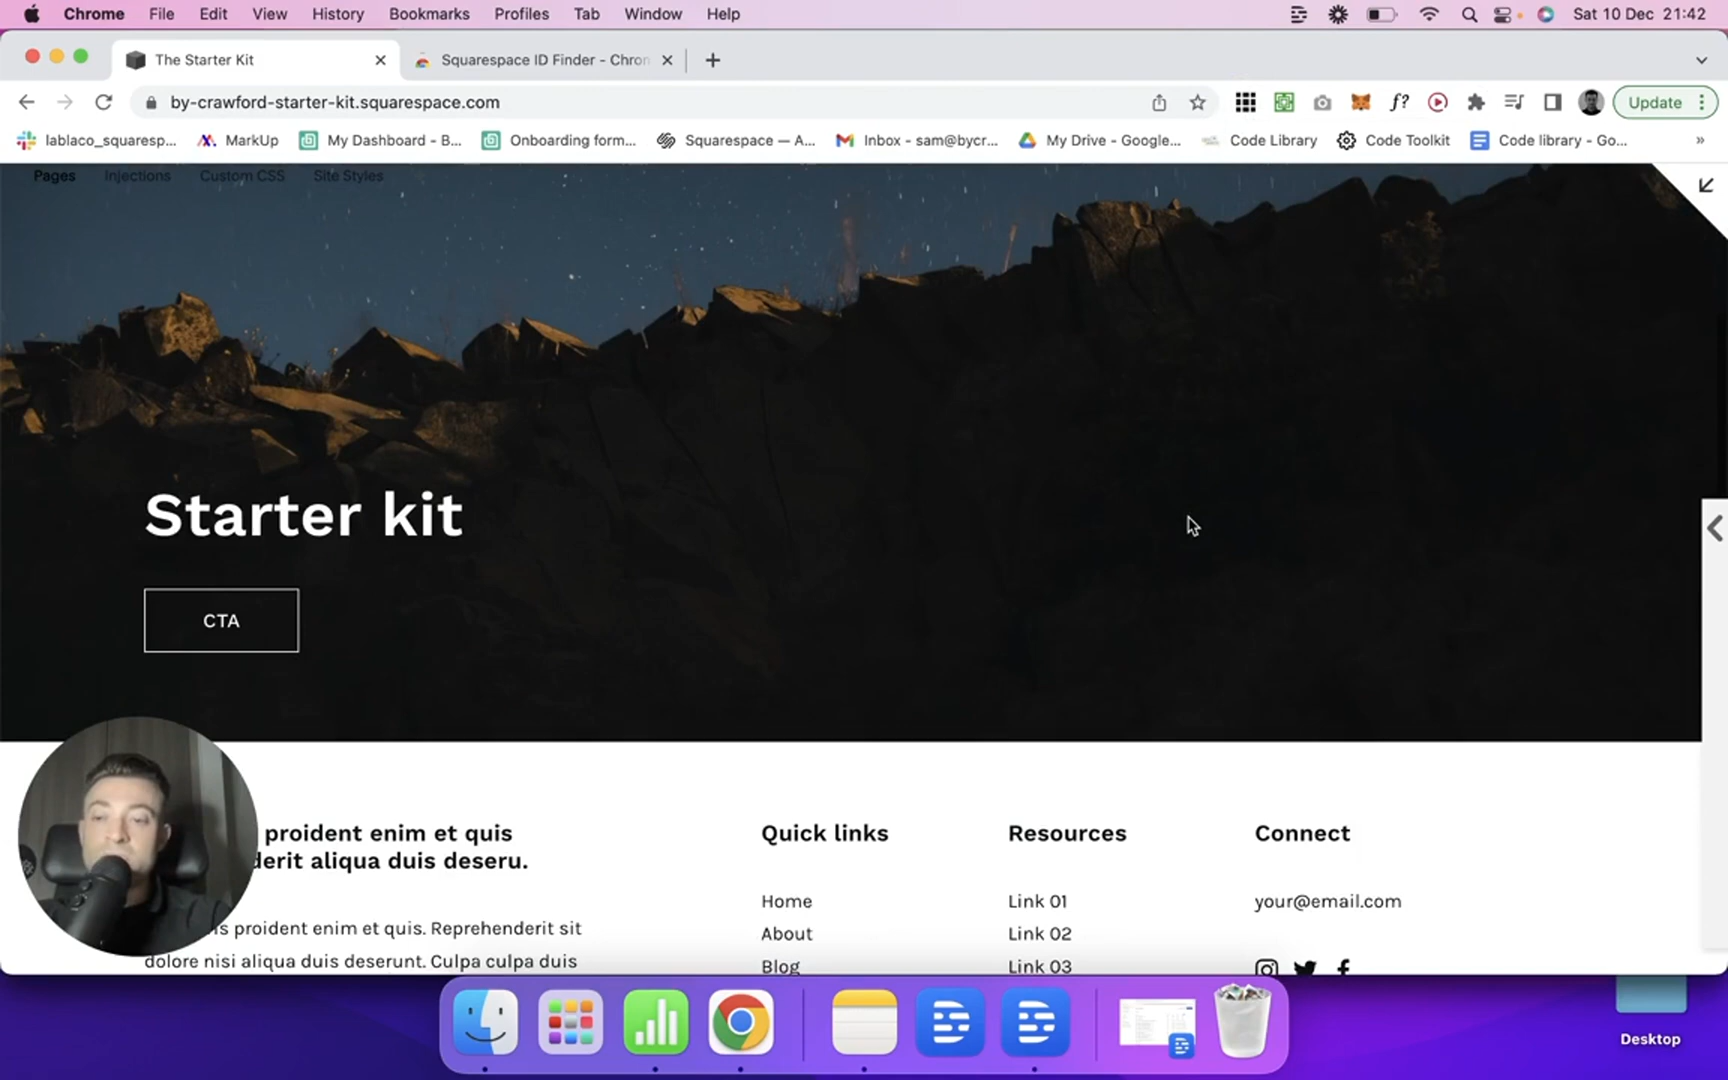 Chrome File Edit View History Bookmarks Profiles Tab Window Help Sat 10 Dec 21:42
The Starter Kit Squarespace ID Finder - Chron
by-crawford-starter-kit.squarespace.com f? Update
lablaco_squaresp... MarkUp My Dashboard - B... Onboarding form... Squarespace — A... Inbox - sam@bycr... My Drive - Google... Code Library Code Toolkit Code library - Go... »
Pages Injections Custom CSS Site Styles
Starter kit
CTA
proident enim et quis Quick links Resources Connect
derit aliqua duis deseru.
Home Link 01 your@email.com
proident enim et quis. Reprehenderit sit About Link 02
dolore nisi aliqua duis deserunt. Culpa culpa duis Blog Link 03
Desktop